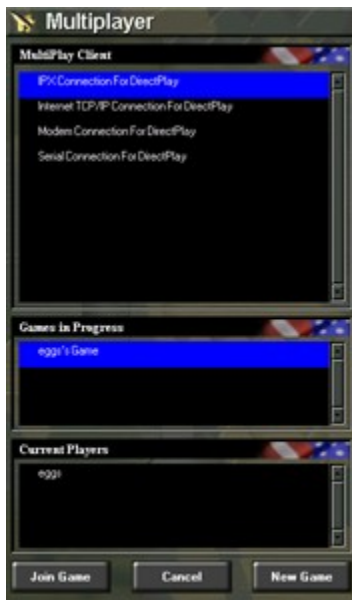 Multiplayer
MultiPlay Client
IPX Connection For DirectPlay
Internet TCP/IP Connection For DirectPlay
Modem Connection For DirectPlay
Serial Connection For DirectPlay
Games in Progress
eggs's Game
Current Players
eggs
Join Game
Cancel
New Game